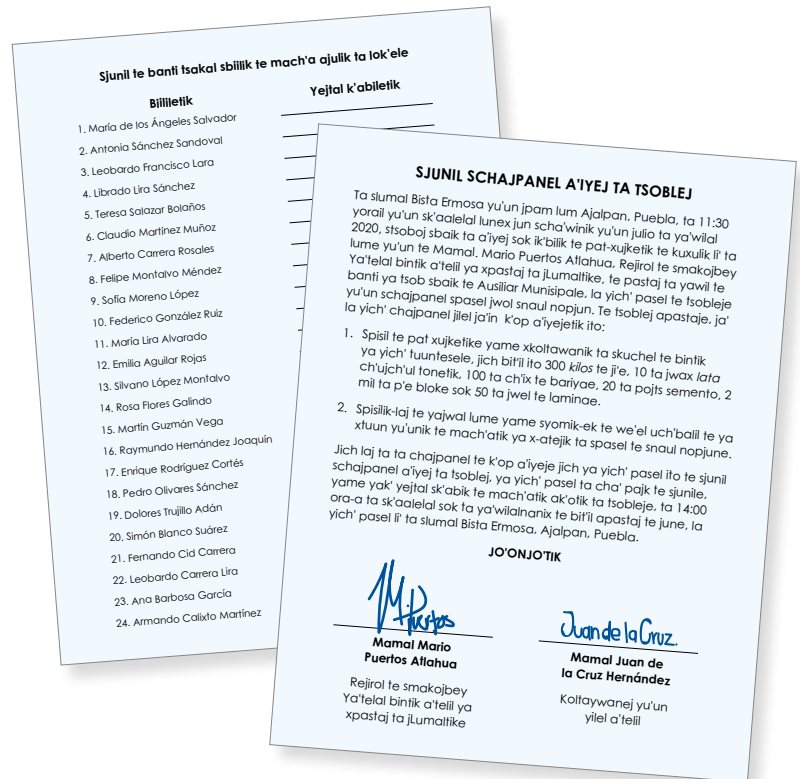 Sjunil te banti tsakal sbiilik te mach'a ajulik ta lok'ele
Biililetik
Yejtal k'abiletik
1. María de los Ángeles Salvador
2. Antonia Sánchez Sandoval
3. Leobardo Francisco Lara
4. Librado Lira Sánchez
5. Teresa Salazar Bolaños
6. Claudio Martínez Muñoz
7. Alberto Carrera Rosales
8. Felipe Montalvo Méndez
9. Sofía Moreno López
10. Federico González Ruiz
11. María Lira Alvarado
12. Emilia Aguilar Rojas
13. Silvano López Montalvo
14. Rosa Flores Galindo
15. Martín Guzmán Vega
16. Raymundo Hernández Joaquín
17. Enrique Rodríguez Cortés
18. Pedro Olivares Sánchez
19. Dolores Trujillo Adán
20. Simón Blanco Suárez
21. Fernando Cid Carrera
22. Leobardo Carrera Lira
23. Ana Barbosa García
24. Armando Calixto Martínez
SJUNIL SCHAJPANEL A'IYEJ TA TSOBLEJ
Ta slumal Bista Ermosa yu'un jpam lum Ajalpan, Puebla, ta 11:30
yorail yu'un sk'aalelal lunex jun scha'winik yu'un julio ta ya'wilal
2020, stsoboj sbaik ta a'iyej sok ik'bilik te pat-xujketik te kuxulik li' ta
lume yu'un te Mamal. Mario Puertos Atlahua, Rejirol te smakojbey
Ya'telal bintik a'telil ya xpastaj ta jLumaltike, te pastaj ta yawil te
banti ya tsob sbaik te Ausiliar Munisipale, la yich' pasel te tsobleje
yu'un schajpanel spasel jwol snaul nopjun. Te tsoblej apastaje, ja'
la yich' chajpanel jilel ja'in k'op a'iyejetik ito:
1. Spisil te pat xujketike yame xkoltawanik ta skuchel te bintik
ya yich' tuuntesele, jich bit'il ito 300 kilos te ji'e, 10 ta jwax lata
ch'ujch'ul tonetik, 100 ta ch'ix te bariyae, 20 ta pojts semento, 2
mil ta p'e bloke sok 50 ta jwel te laminae.
2. Spisilik-laj te yajwal lume yame syomik-ek te we'el uch'balil te ya
xtuun yu'unik te mach'atik ya x-atejik ta spasel te snaul nopjune.
Jich laj ta ta chajpanel te k'op a'iyeje jich ya yich' pasel ito te sjunil
schajpanel a'iyej ta tsoblej, ya yich' pasel ta cha' pajk te sjunile,
yame yak' yejtal sk'abik te mach'atik ak'otik ta tsobleje, ta 14:00
ora-a ta sk'aalelal sok ta ya'wilalnanix te bit'il apastaj te june, la
yich' pasel li' ta slumal Bista Ermosa, Ajalpan, Puebla.
JO'ONJO'TIK
M. Puertos
Juan de la Cruz.
Mamal Mario
Puertos Atlahua
Mamal Juan de
la Cruz Hernández
Rejirol te smakojbey
Ya'telal bintik a'telil ya
xpastaj ta jLumaltike
Koltaywanej yu'un
yilel a'telil